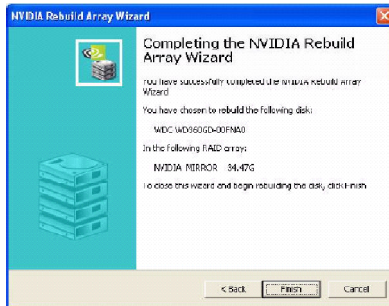 NVIDIA Rebuild Array Wizard
Completing the NVIDIA Rebuild
Array Wizard
You have successfully completed the NVIDIA Rebuild Array
Wizard
You have chosen to rebuild the following disk:
WDC WD360GD-00FNA0
In the following RAID array:
NVIDIA MIRROR 34.47G
To close this wizard and begin rebuilding the disk, click Finish
< Back
Finish
Cancel